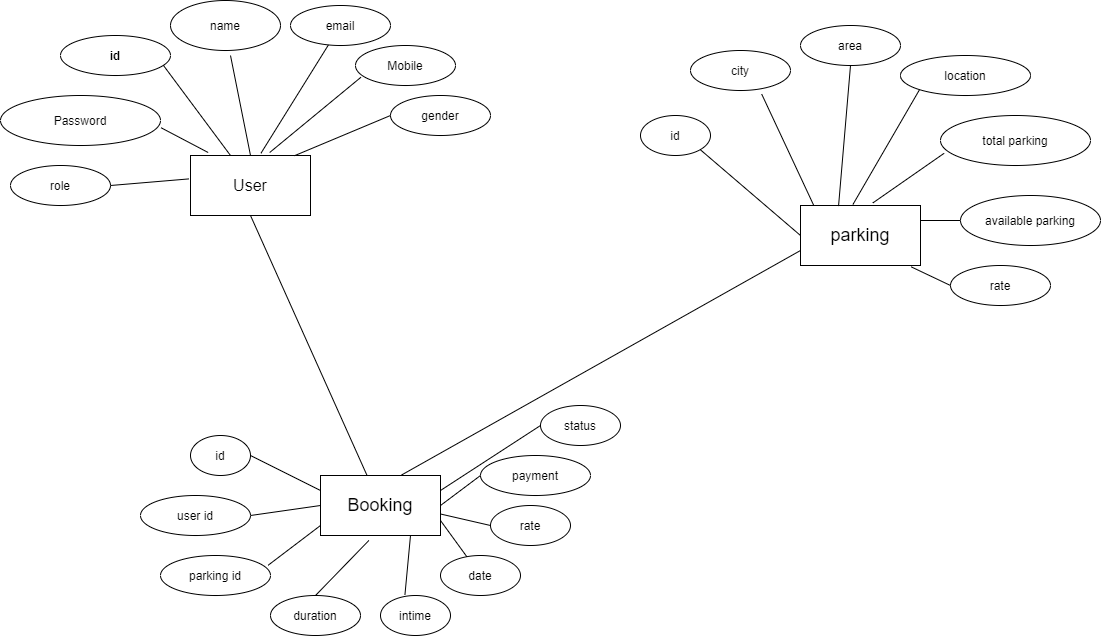 name
email
id
Mobile
Password
gender
role
User
area
city
location
id
total parking
available parking
parking
rate
status
id
payment
Booking
user id
rate
parking id
date
duration
intime